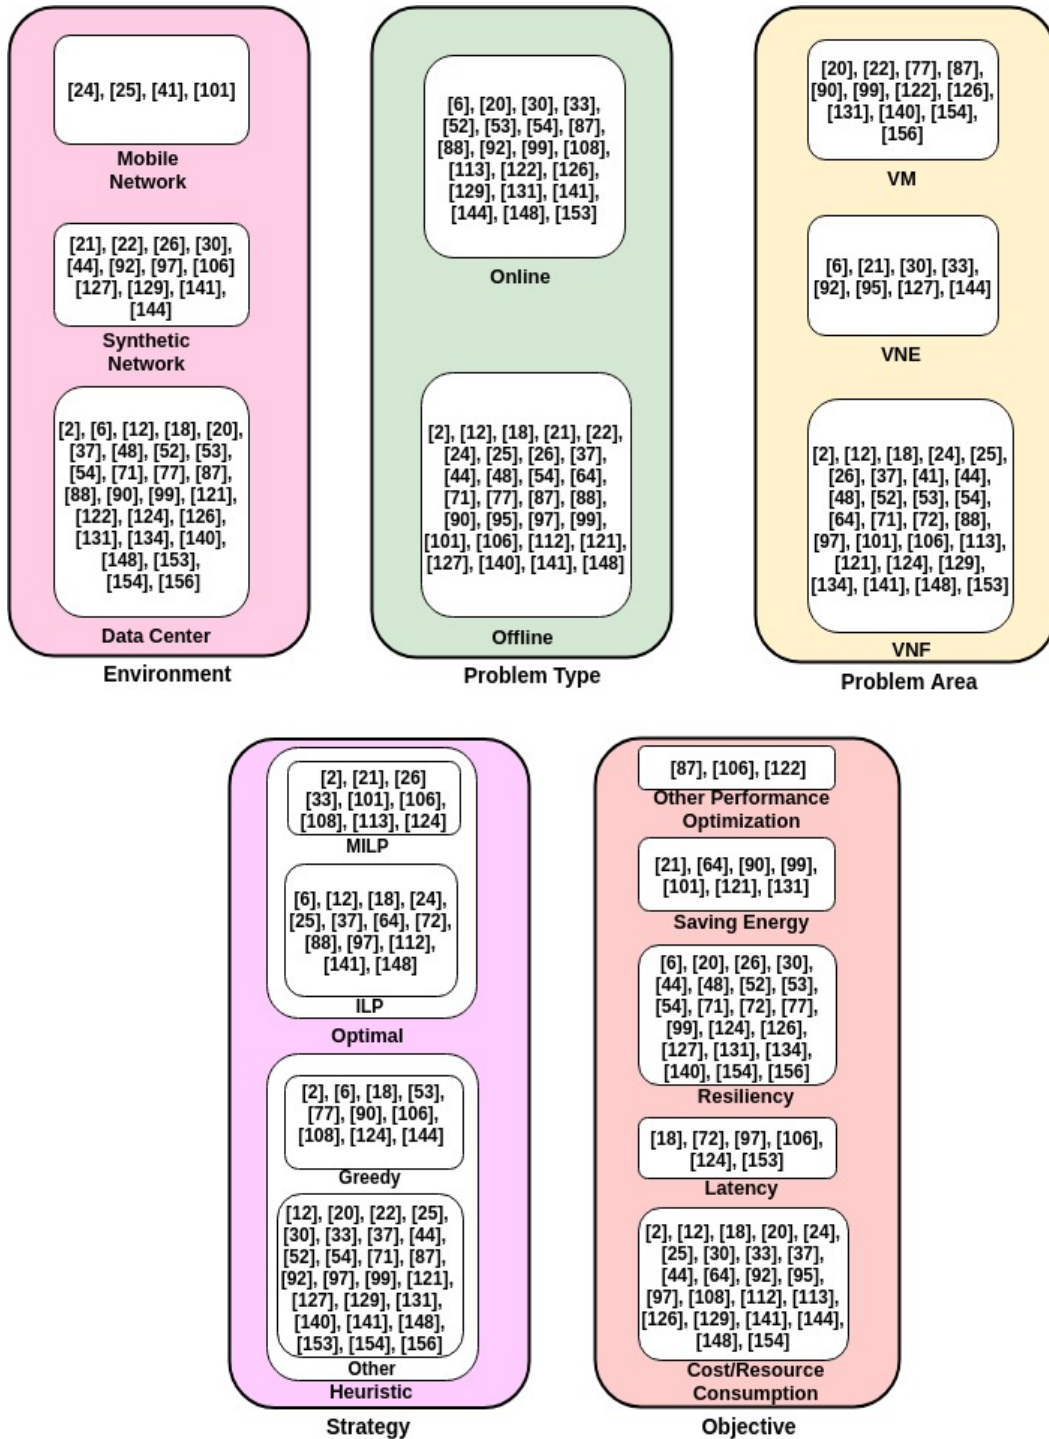 [24], [25], [41], [101]
Mobile
Network
[21], [22], [26], [30],
[44], [92], [97], [106]
[127], [129], [141],
[144]
Synthetic
Network
[2], [6], [12], [18], [20],
[37], [48], [52], [53],
[54], [71], [77], [87],
[88], [90], [99], [121],
[122], [124], [126],
[131], [134], [140],
[148], [153],
[154], [156]
Data Center
Environment
[6], [20], [30], [33],
[52], [53], [54], [87],
[88], [92], [99], [108],
[113], [122], [126],
[129], [131], [141],
[144], [148], [153]
Online
[2], [12], [18], [21], [22],
[24], [25], [26], [37],
[44], [48], [54], [64],
[71], [77], [87], [88],
[90], [95], [97], [99],
[101], [106], [112], [121],
[127], [140], [141], [148]
Offline
Problem Type
[20], [22], [77], [87],
[90], [99], [122], [126],
[131], [140], [154],
[156]
VM
[6], [21], [30], [33],
[92], [95], [127], [144]
VNE
[2], [12], [18], [24], [25],
[26], [37], [41], [44],
[48], [52], [53], [54],
[64], [71], [72], [88],
[97], [101], [106], [113],
[121], [124], [129],
[134], [141], [148], [153]
VNF
Problem Area
[2], [21], [26]
[33], [101], [106],
[108], [113], [124]
MILP
[6], [12], [18], [24],
[25], [37], [64], [72],
[88], [97], [112],
[141], [148]
ILP
Optimal
[2], [6], [18], [53],
[77], [90], [106],
[108], [124], [144]
Greedy
[12], [20], [22], [25],
[30], [33], [37], [44],
[52], [54], [71], [87],
[92], [97], [99], [121],
[127], [129], [131],
[140], [141], [148],
[153], [154], [156]
Other
Heuristic
Strategy
[87], [106], [122]
Other Performance
Optimization
[21], [64], [90], [99],
[101], [121], [131]
Saving Energy
[6], [20], [26], [30],
[44], [48], [52], [53],
[54], [71], [72], [77],
[99], [124], [126],
[127], [131], [134],
[140], [154], [156]
Resiliency
[18], [72], [97], [106],
[124], [153]
Latency
[2], [12], [18], [20], [24],
[25], [30], [33], [37],
[44], [64], [92], [95],
[97], [108], [112], [113],
[126], [129], [141], [144],
[148], [154]
Cost/Resource
Consumption
Objective